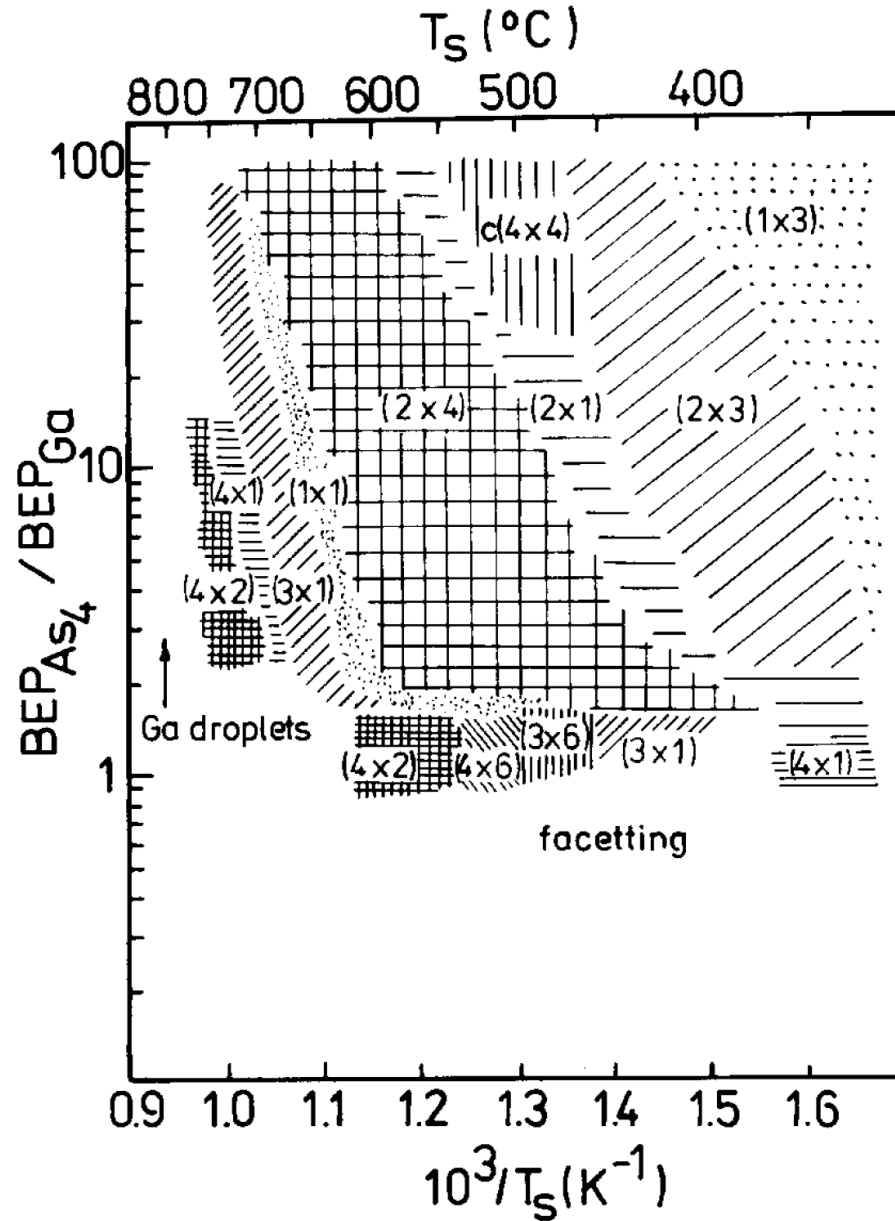 T_S (°C)
800 700 600 500 400
100
c(4×4)
(1×3)
(2×4)
(2×1)
(2×3)
10
(4×1)
(1×1)
(4×2)
(3×1)
BEP_As4 / BEP_Ga
Ga droplets
(4×2)
(4×6)
(3×6)
(3×1)
(4×1)
1
facetting
0.9 1.0 1.1 1.2 1.3 1.4 1.5 1.6
10³/T_S (K⁻¹)